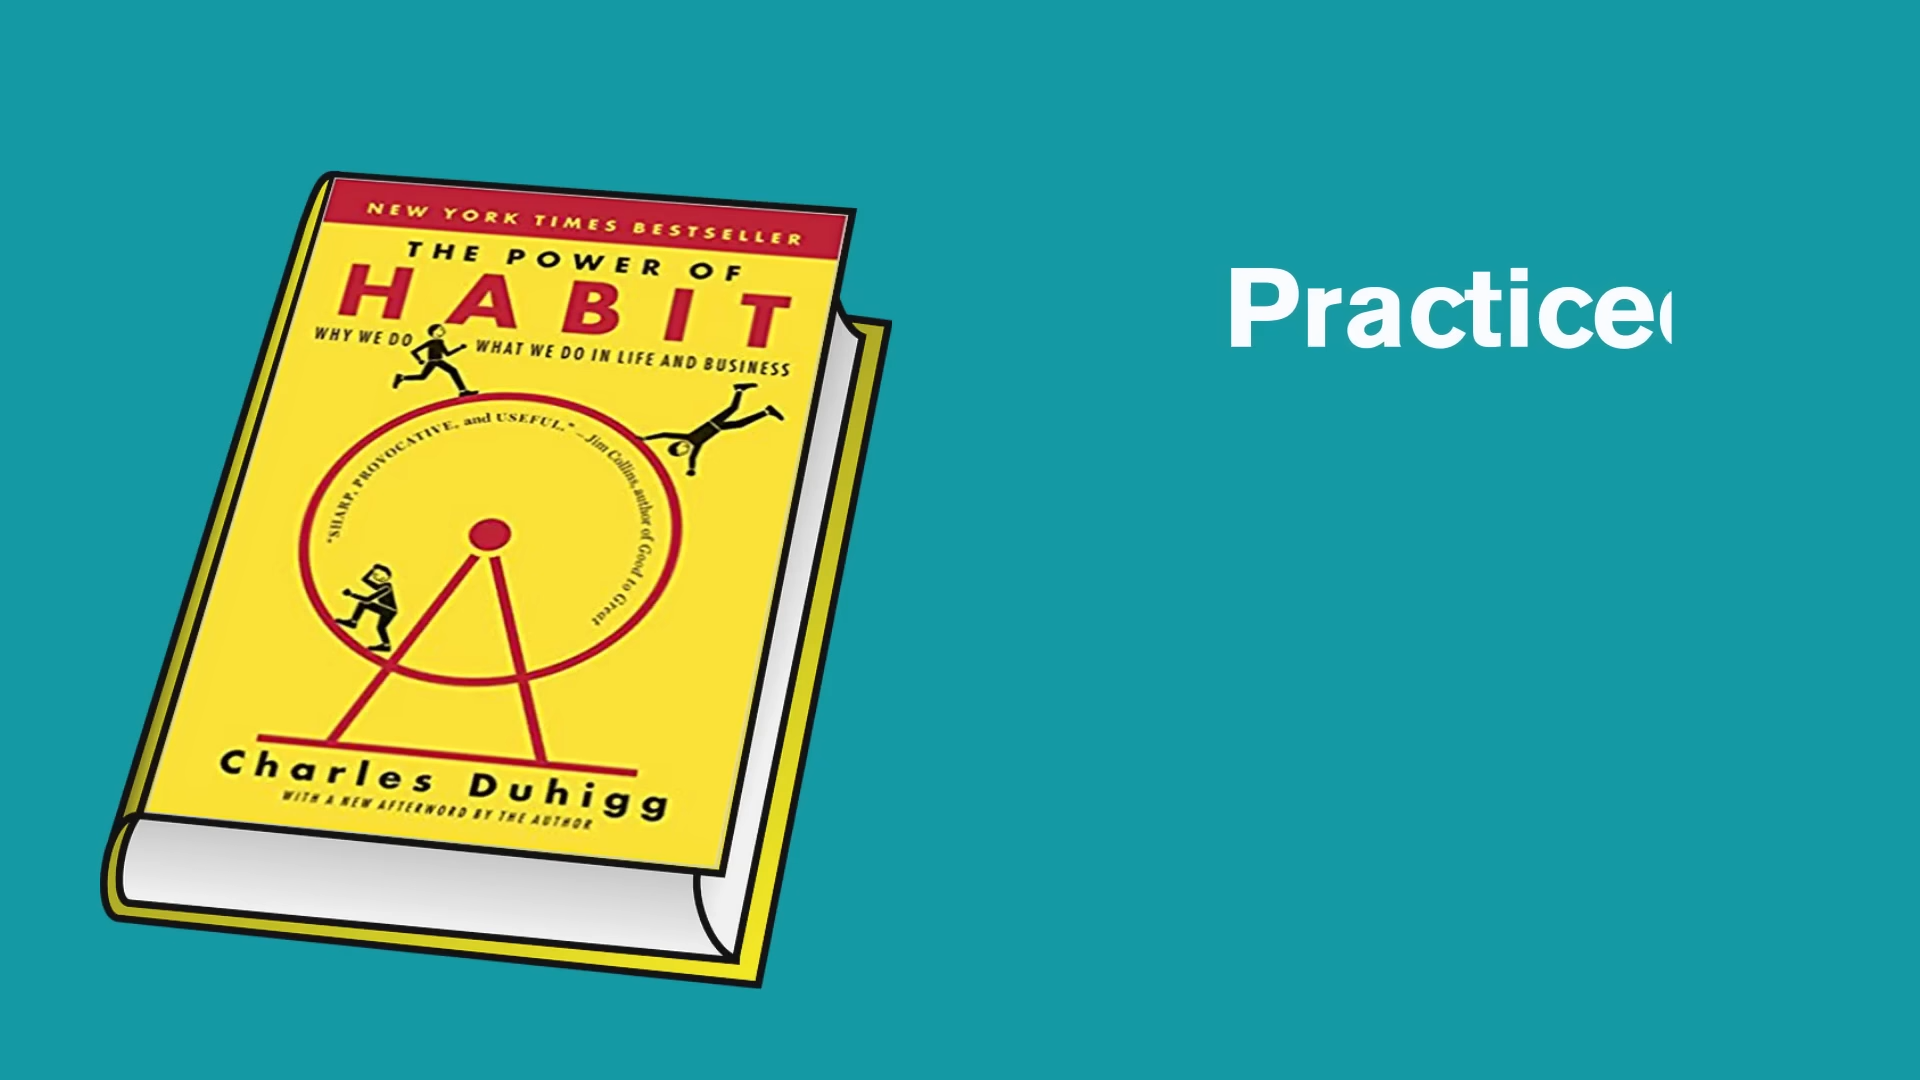 NEW YORK TIMES BESTSELLER
THE POWER OF
HABIT
WHY WE DO WHAT WE DO IN LIFE AND BUSINESS
"SHARP, PROVOCATIVE, and USEFUL." –Jim Collins, author of Good to Great
Charles Duhigg
WITH A NEW AFTERWORD BY THE AUTHOR
Practice